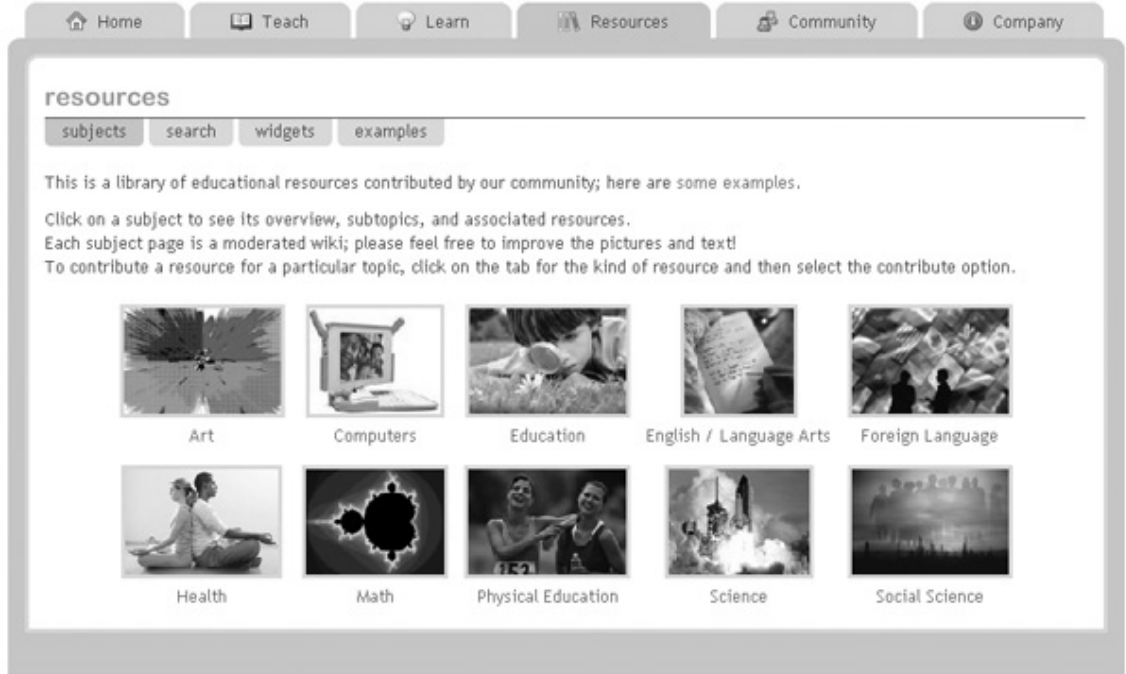 Home Teach Learn Resources Community Company
resources
subjects search widgets examples
This is a library of educational resources contributed by our community; here are some examples.
Click on a subject to see its overview, subtopics, and associated resources.
Each subject page is a moderated wiki; please feel free to improve the pictures and text!
To contribute a resource for a particular topic, click on the tab for the kind of resource and then select the contribute option.
Art Computers Education English / Language Arts Foreign Language
153
Health Math Physical Education Science Social Science